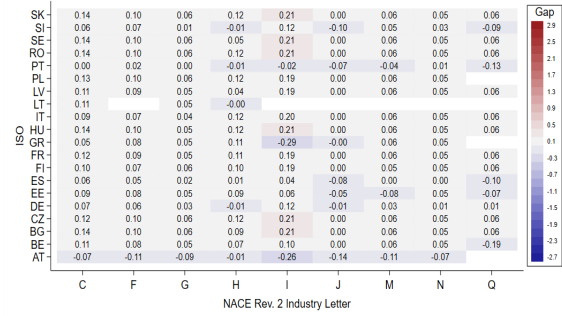 Gap
SK 0.14 0.10 0.06 0.12 0.21 0.00 0.06 0.05 0.06
SI 0.06 0.07 0.01 -0.01 0.12 -0.10 0.05 0.03 -0.09
SE 0.14 0.10 0.06 0.12 0.21 0.00 0.06 0.05 0.06
RO 0.14 0.10 0.06 0.12 0.21 0.00 0.06 0.05 0.06
PT 0.00 0.02 0.00 -0.01 -0.02 -0.07 -0.04 0.01 -0.13
PL 0.13 0.10 0.06 0.12 0.19 0.00 0.06 0.05
LV 0.11 0.09 0.05 0.04 0.19 0.00 0.06 0.05 0.06
LT 0.11 0.05 -0.00
IT 0.09 0.07 0.04 0.12 0.20 0.00 0.06 0.05 0.06
HU 0.14 0.10 0.05 0.12 0.21 0.00 0.06 0.05 0.06
GR 0.05 0.08 0.05 0.11 -0.29 -0.00 0.06 0.05
FR 0.12 0.09 0.05 0.11 0.19 0.00 0.06 0.05 0.06
FI 0.10 0.07 0.06 0.10 0.19 0.00 0.05 0.05 0.06
ES 0.06 0.05 0.02 0.01 0.04 -0.08 0.00 0.00 -0.10
EE 0.09 0.08 0.05 0.09 0.06 -0.05 -0.08 0.05 -0.07
DE 0.07 0.06 0.03 -0.01 0.12 -0.01 0.03 0.01 0.01
CZ 0.12 0.10 0.06 0.12 0.21 0.00 0.06 0.05 0.06
BG 0.14 0.10 0.06 0.09 0.21 0.00 0.06 0.05 0.06
BE 0.11 0.08 0.05 0.07 0.10 0.00 0.06 0.05 -0.19
AT -0.07 -0.11 -0.09 -0.01 -0.26 -0.14 -0.11 -0.07
C F G H I J M N Q
NACE Rev. 2 Industry Letter
ISO
2.9
2.5
2.1
1.7
1.3
0.9
0.5
0.1
-0.3
-0.7
-1.1
-1.5
-1.9
-2.3
-2.7